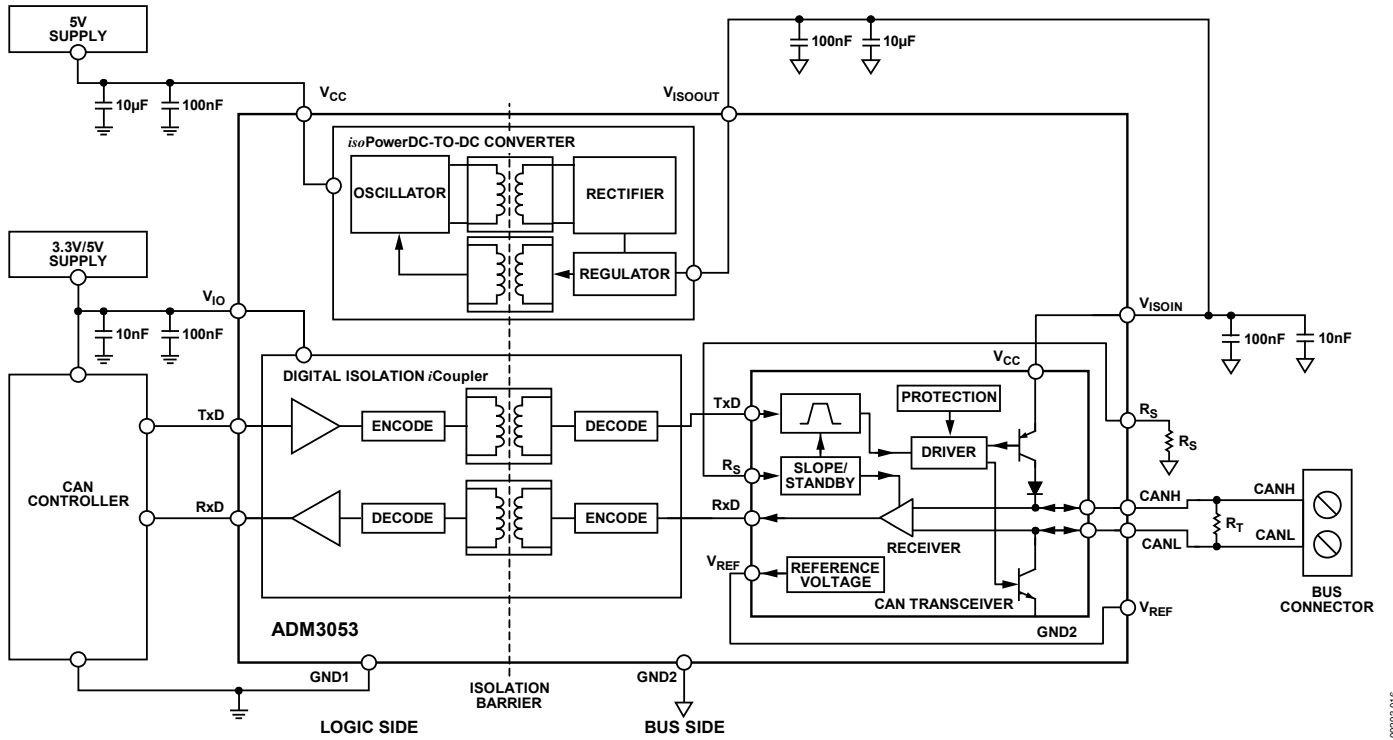 5V
SUPPLY
10µF
100nF
VCC
VISOOUT
100nF
10µF
isoPowerDC-TO-DC CONVERTER
OSCILLATOR
RECTIFIER
REGULATOR
3.3V/5V
SUPPLY
VIO
10nF
100nF
VISOIN
100nF
10nF
DIGITAL ISOLATION iCoupler
VCC
TxD
ENCODE
DECODE
TxD
PROTECTION
DRIVER
RS
SLOPE/
STANDBY
RS
RS
CAN
CONTROLLER
RxD
DECODE
ENCODE
RxD
RECEIVER
CANH
CANH
RT
CANL
CANL
VREF
REFERENCE
VOLTAGE
CAN TRANSCEIVER
GND2
VREF
BUS
CONNECTOR
ADM3053
GND1
ISOLATION
BARRIER
GND2
LOGIC SIDE
BUS SIDE